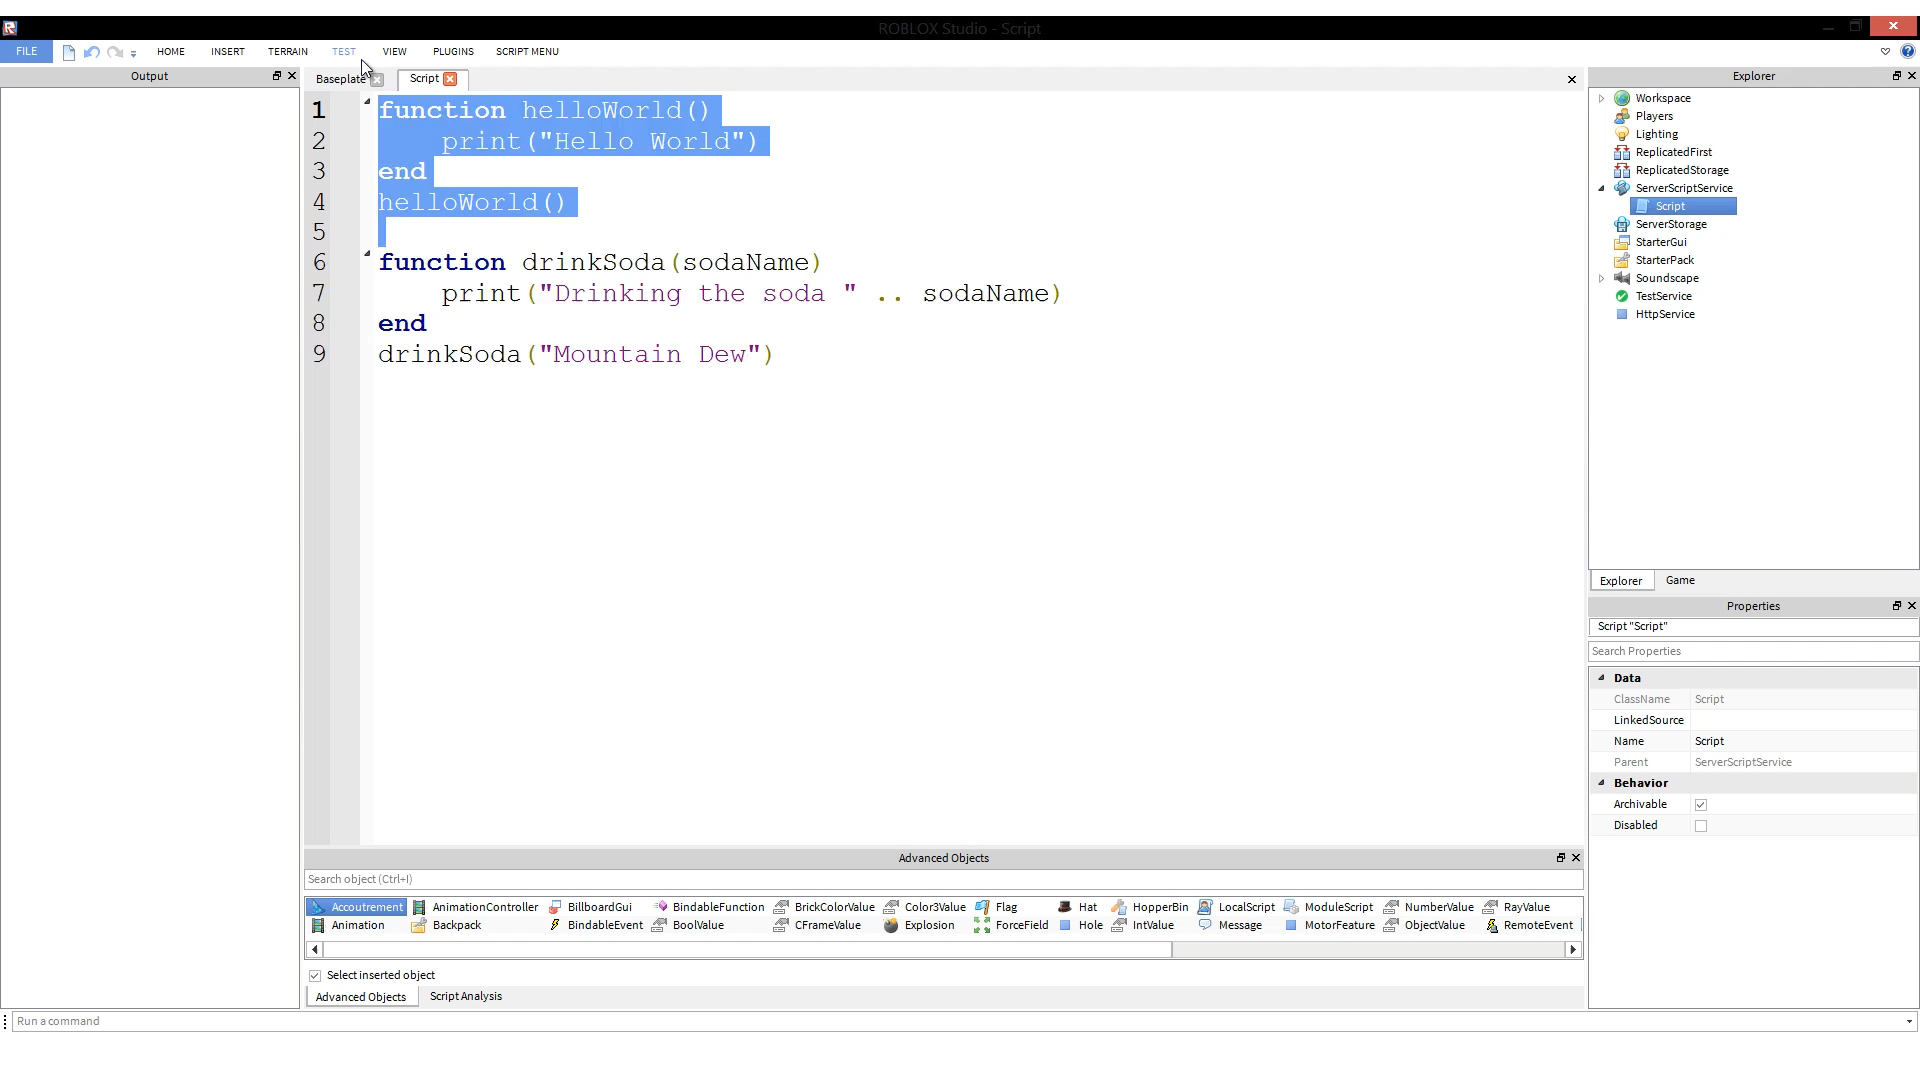 ROBLOX Studio - Script
FILE HOME INSERT TERRAIN TEST VIEW PLUGINS SCRIPT MENU
Output
Baseplate Script
1 function helloWorld()
2 print("Hello World")
3 end
4 helloWorld()
5
6 function drinkSoda(sodaName)
7 print("Drinking the soda " .. sodaName)
8 end
9 drinkSoda("Mountain Dew")
Explorer
Workspace
Players
Lighting
ReplicatedFirst
ReplicatedStorage
ServerScriptService
Script
ServerStorage
StarterGui
StarterPack
Soundscape
TestService
HttpService
Explorer Game
Properties
Script "Script"
Search Properties
Data
ClassName Script
LinkedSource
Name Script
Parent ServerScriptService
Behavior
Archivable
Disabled
Advanced Objects
Search object (Ctrl+I)
Accoutrement AnimationController BillboardGui BindableFunction BrickColorValue Color3Value Flag Hat HopperBin LocalScript ModuleScript NumberValue RayValue
Animation Backpack BindableEvent BoolValue CFrameValue Explosion ForceField Hole IntValue Message MotorFeature ObjectValue RemoteEvent
Select inserted object
Advanced Objects Script Analysis
Run a command